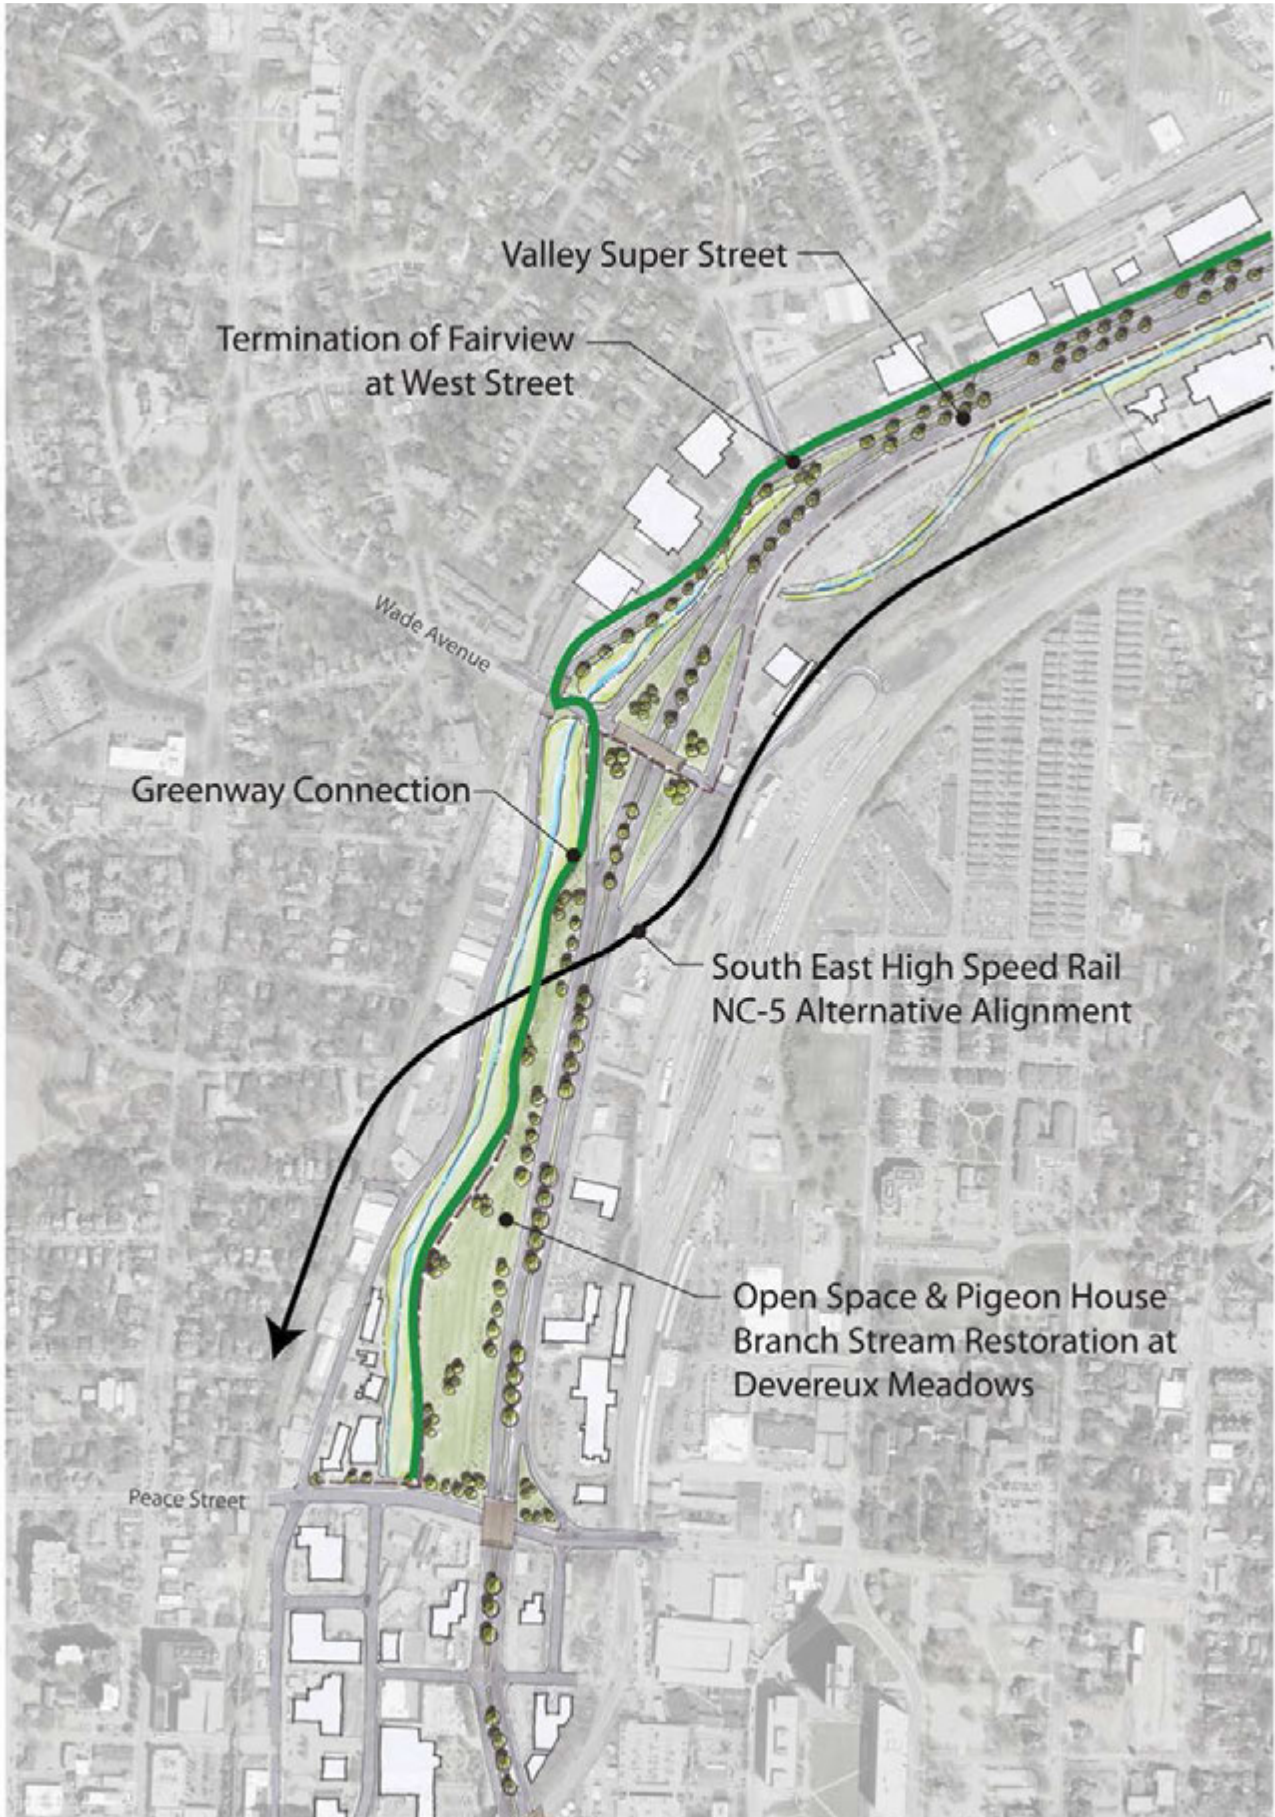 Valley Super Street
Termination of Fairview
at West Street
Wade Avenue
Greenway Connection
South East High Speed Rail
NC-5 Alternative Alignment
Open Space & Pigeon House
Branch Stream Restoration at
Devereux Meadows
Peace Street